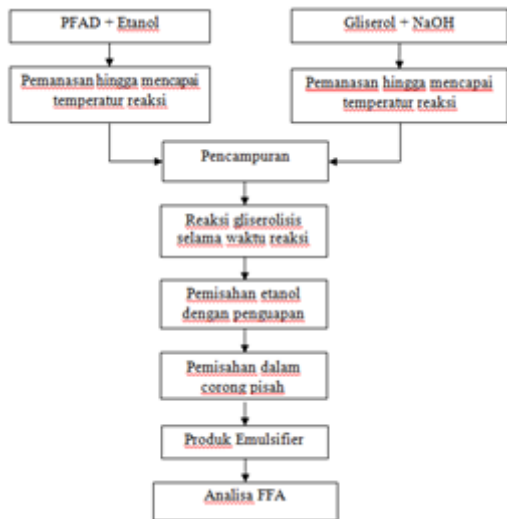 PFAD + Etanol
Gliserol + NaOH
Pemanasan hingga mencapai
temperatur reaksi
Pemanasan hingga mencapai
temperatur reaksi
Pencampuran
Reaksi gliserolisis
selama waktu reaksi
Pemisahan etanol
dengan penguapan
Pemisahan dalam
corong pisah
Produk Emulsifier
Analisa FFA